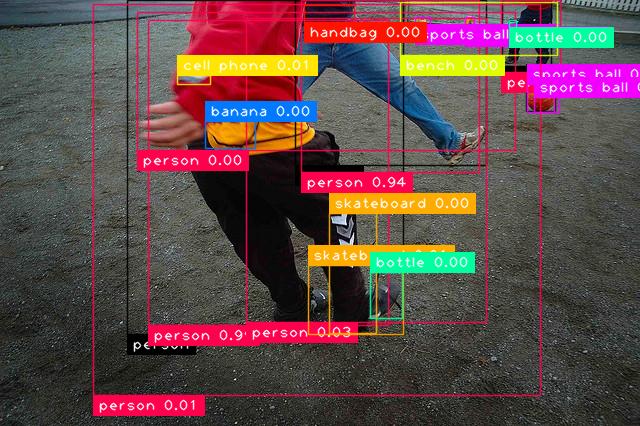 handbag 0.00
sports ball
bottle 0.00
cell phone 0.01
bench 0.00
sports ball 0
sports ball 0
banana 0.00
person 0.00
person 0.94
skateboard 0.00
bottle 0.00
person 0.9
person 0.03
person
person 0.01